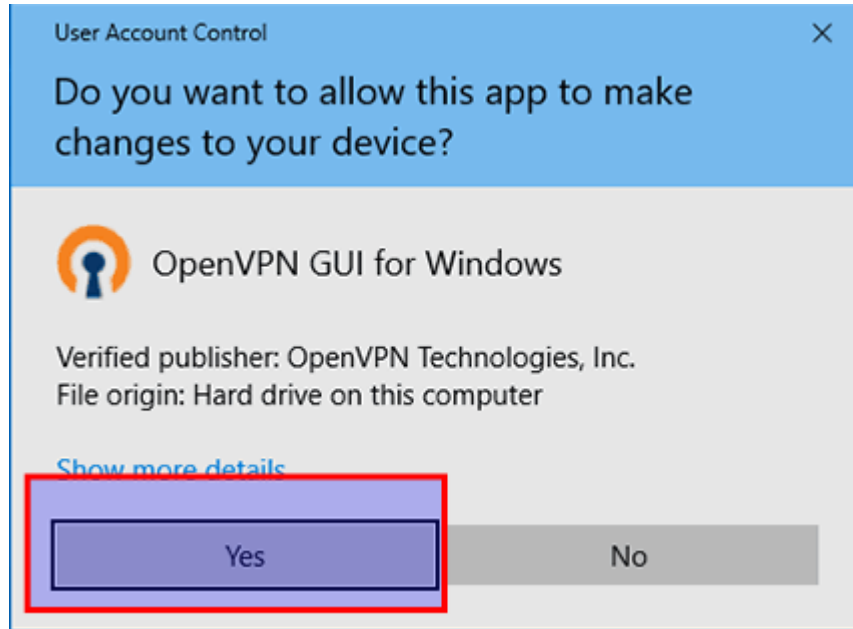 User Account Control
Do you want to allow this app to make
changes to your device?
OpenVPN GUI for Windows
Verified publisher: OpenVPN Technologies, Inc.
File origin: Hard drive on this computer
Show more details
Yes
No